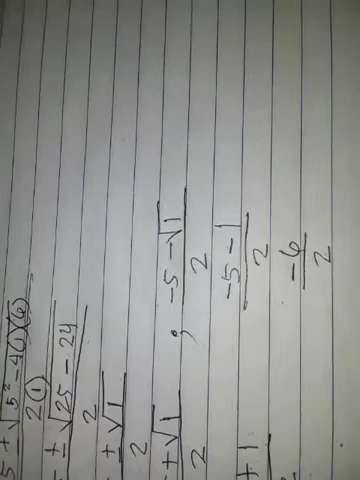 5 ± √5² - 4(1)(6)
2(1)
± √25 - 24
2
± √1
2
+ √1 ; -5 - √1
2 2
+ 1 -5 - 1
2
-6
2